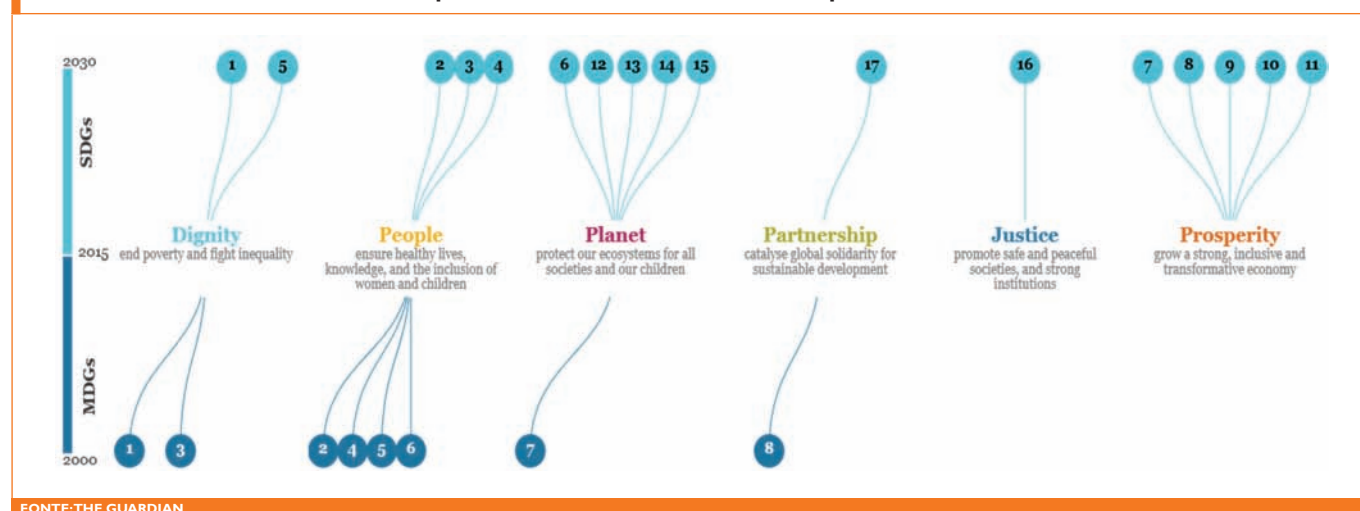 2030
1 5 2 3 4 6 12 13 14 15 17 16 7 8 9 10 11
SDGs
Dignity
end poverty and fight inequality
People
ensure healthy lives,
knowledge, and the inclusion of
women and children
Planet
protect our ecosystems for all
societies and our children
Partnership
catalyse global solidarity for
sustainable development
Justice
promote safe and peaceful
societies, and strong
institutions
Prosperity
grow a strong, inclusive and
transformative economy
2015
MDGs
1 3 2 4 5 6 7 8
2000
FONTE: THE GUARDIAN